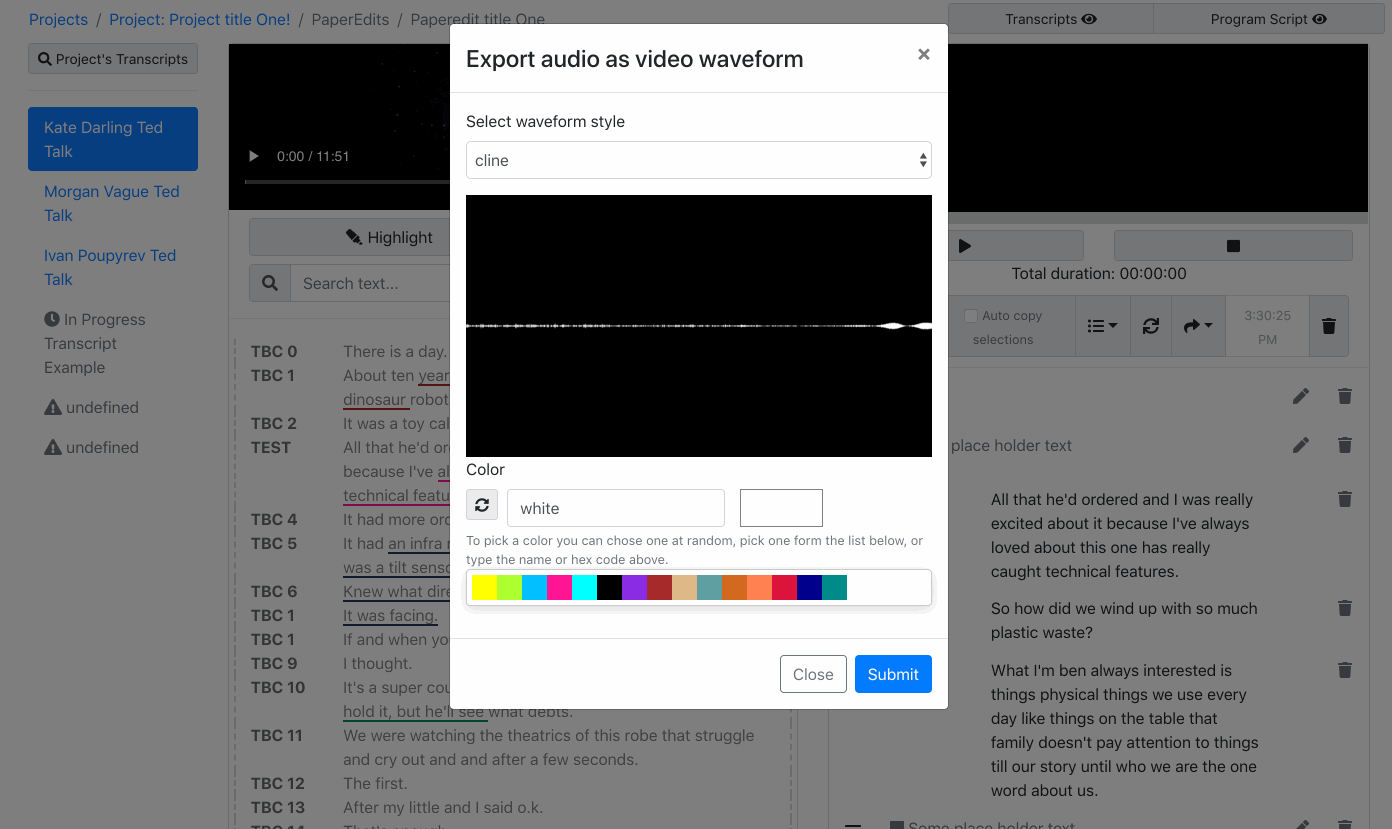 Projects / Project: Project title One! / PaperEdits / Paperedit title One
Transcripts
Program Script
Project's Transcripts
Kate Darling Ted
Talk
Morgan Vague Ted
Talk
Ivan Poupyrev Ted
Talk
In Progress
Transcript
Example
undefined
undefined
0:00 / 11:51
Highlight
Search text...
TBC 0 There is a day.
TBC 1 About ten year
dinosaur robot
TBC 2 It was a toy cal
TEST All that he'd or
because I've al
technical featu
TBC 4 It had more ord
TBC 5 It had an infra r
was a tilt senso
TBC 6 Knew what dire
TBC 1 It was facing.
TBC 1 If and when yo
TBC 9 I thought.
TBC 10 It's a super cou
hold it, but he'll see what debts.
TBC 11 We were watching the theatrics of this robe that struggle
and cry out and and after a few seconds.
TBC 12 The first.
TBC 13 After my little and I said o.k.
Export audio as video waveform
×
Select waveform style
cline
Color
white
To pick a color you can chose one at random, pick one form the list below, or
type the name or hex code above.
Close
Submit
Total duration: 00:00:00
Auto copy
selections
3:30:25
PM
place holder text
All that he'd ordered and I was really
excited about it because I've always
loved about this one has really
caught technical features.
So how did we wind up with so much
plastic waste?
What I'm ben always interested is
things physical things we use every
day like things on the table that
family doesn't pay attention to things
till our story until who we are the one
word about us.
Some place holder text